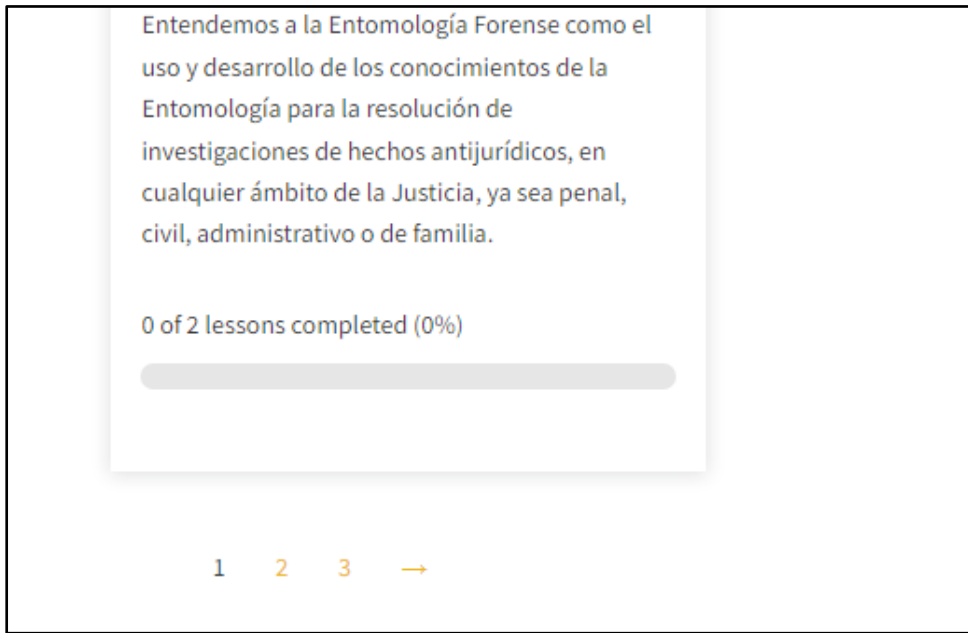 Entendemos a la Entomología Forense como el
uso y desarrollo de los conocimientos de la
Entomología para la resolución de
investigaciones de hechos antijurídicos, en
cualquier ámbito de la Justicia, ya sea penal,
civil, administrativo o de familia.
0 of 2 lessons completed (0%)
1 2 3 →